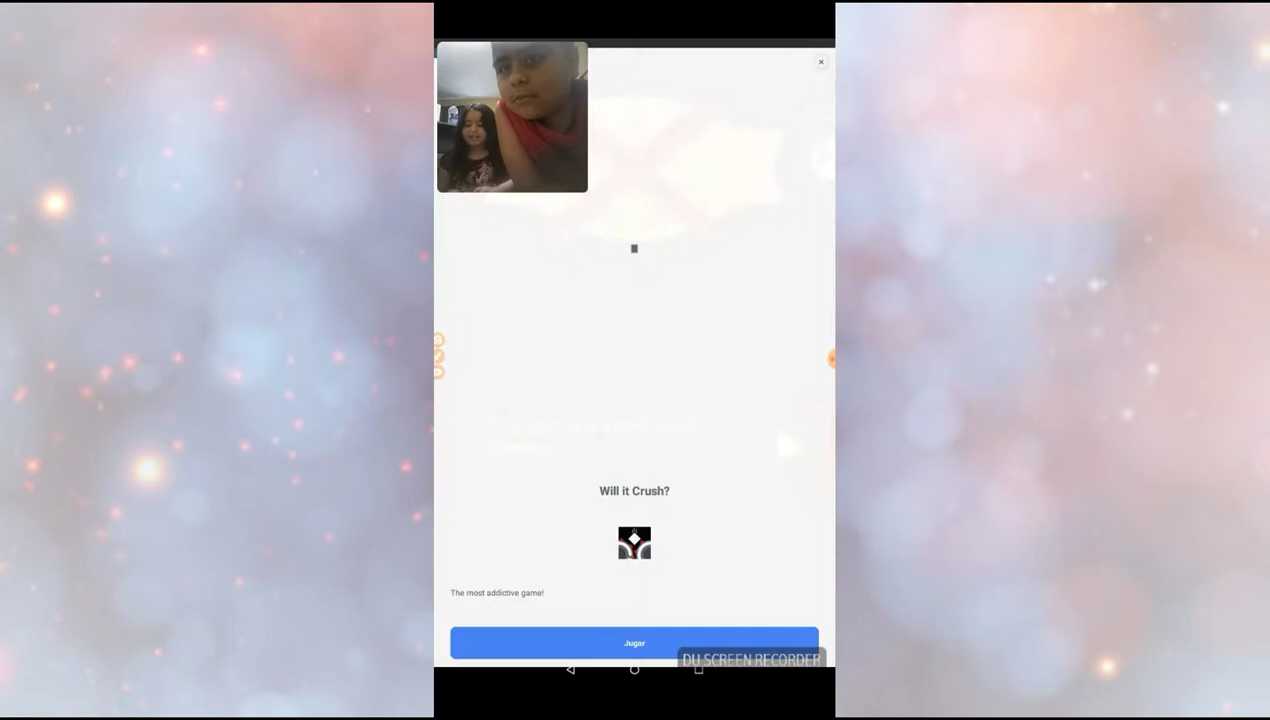 Will it Crush?
The most addictive game!
Jugar
DU SCREEN RECORDER